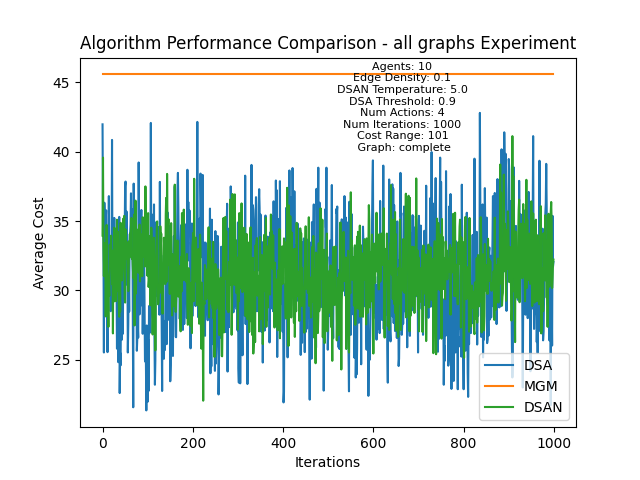 Algorithm Performance Comparison - all graphs Experiment
Agents: 10
Edge Density: 0.1
DSAN Temperature: 5.0
DSA Threshold: 0.9
Num Actions: 4
Num Iterations: 1000
Cost Range: 101
Graph: complete
45
40
35
30
25
Average Cost
DSA
MGM
DSAN
0
200
400
600
800
1000
Iterations